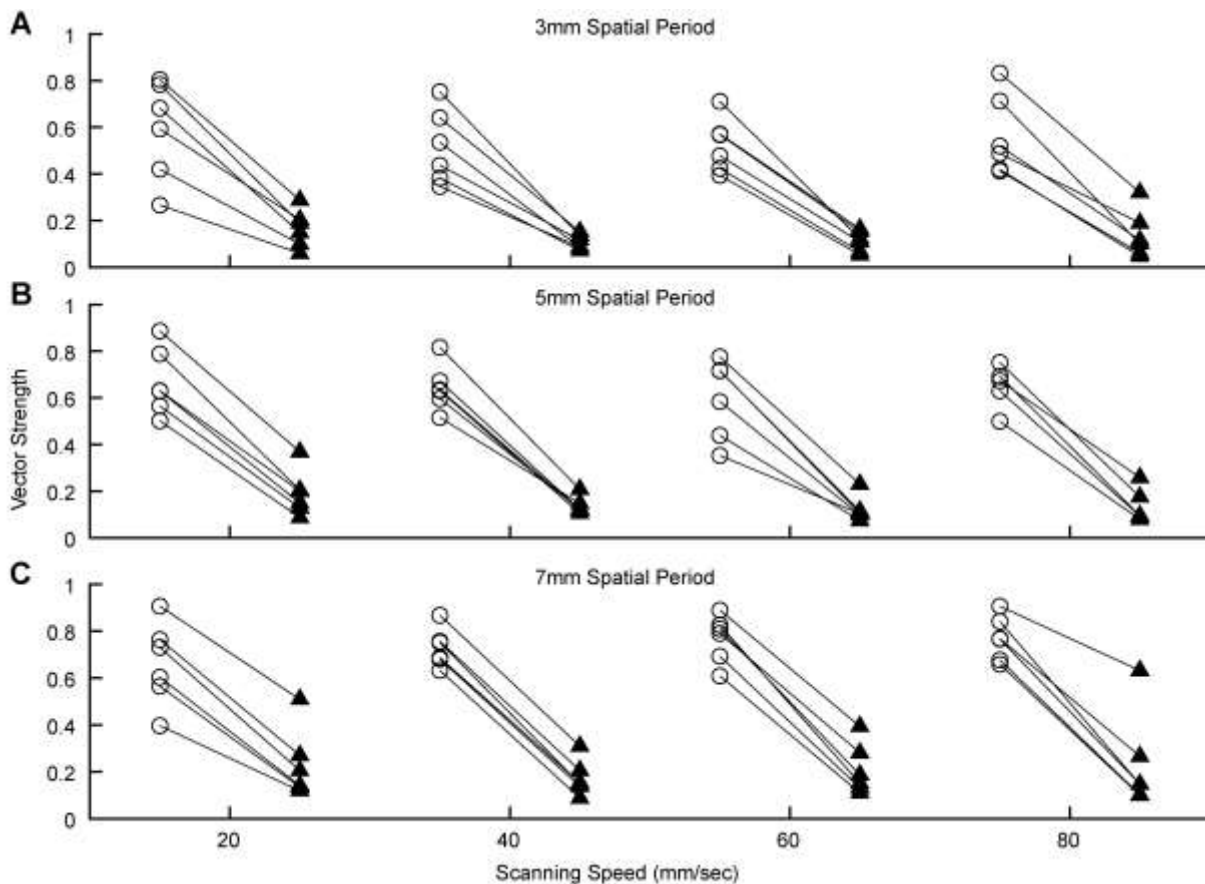 A
3mm Spatial Period
1
0.8
0.6
0.4
0.2
0
B
5mm Spatial Period
1
0.8
0.6
0.4
0.2
0
Vector Strength
C
7mm Spatial Period
1
0.8
0.6
0.4
0.2
0
20 40 60 80
Scanning Speed (mm/sec)